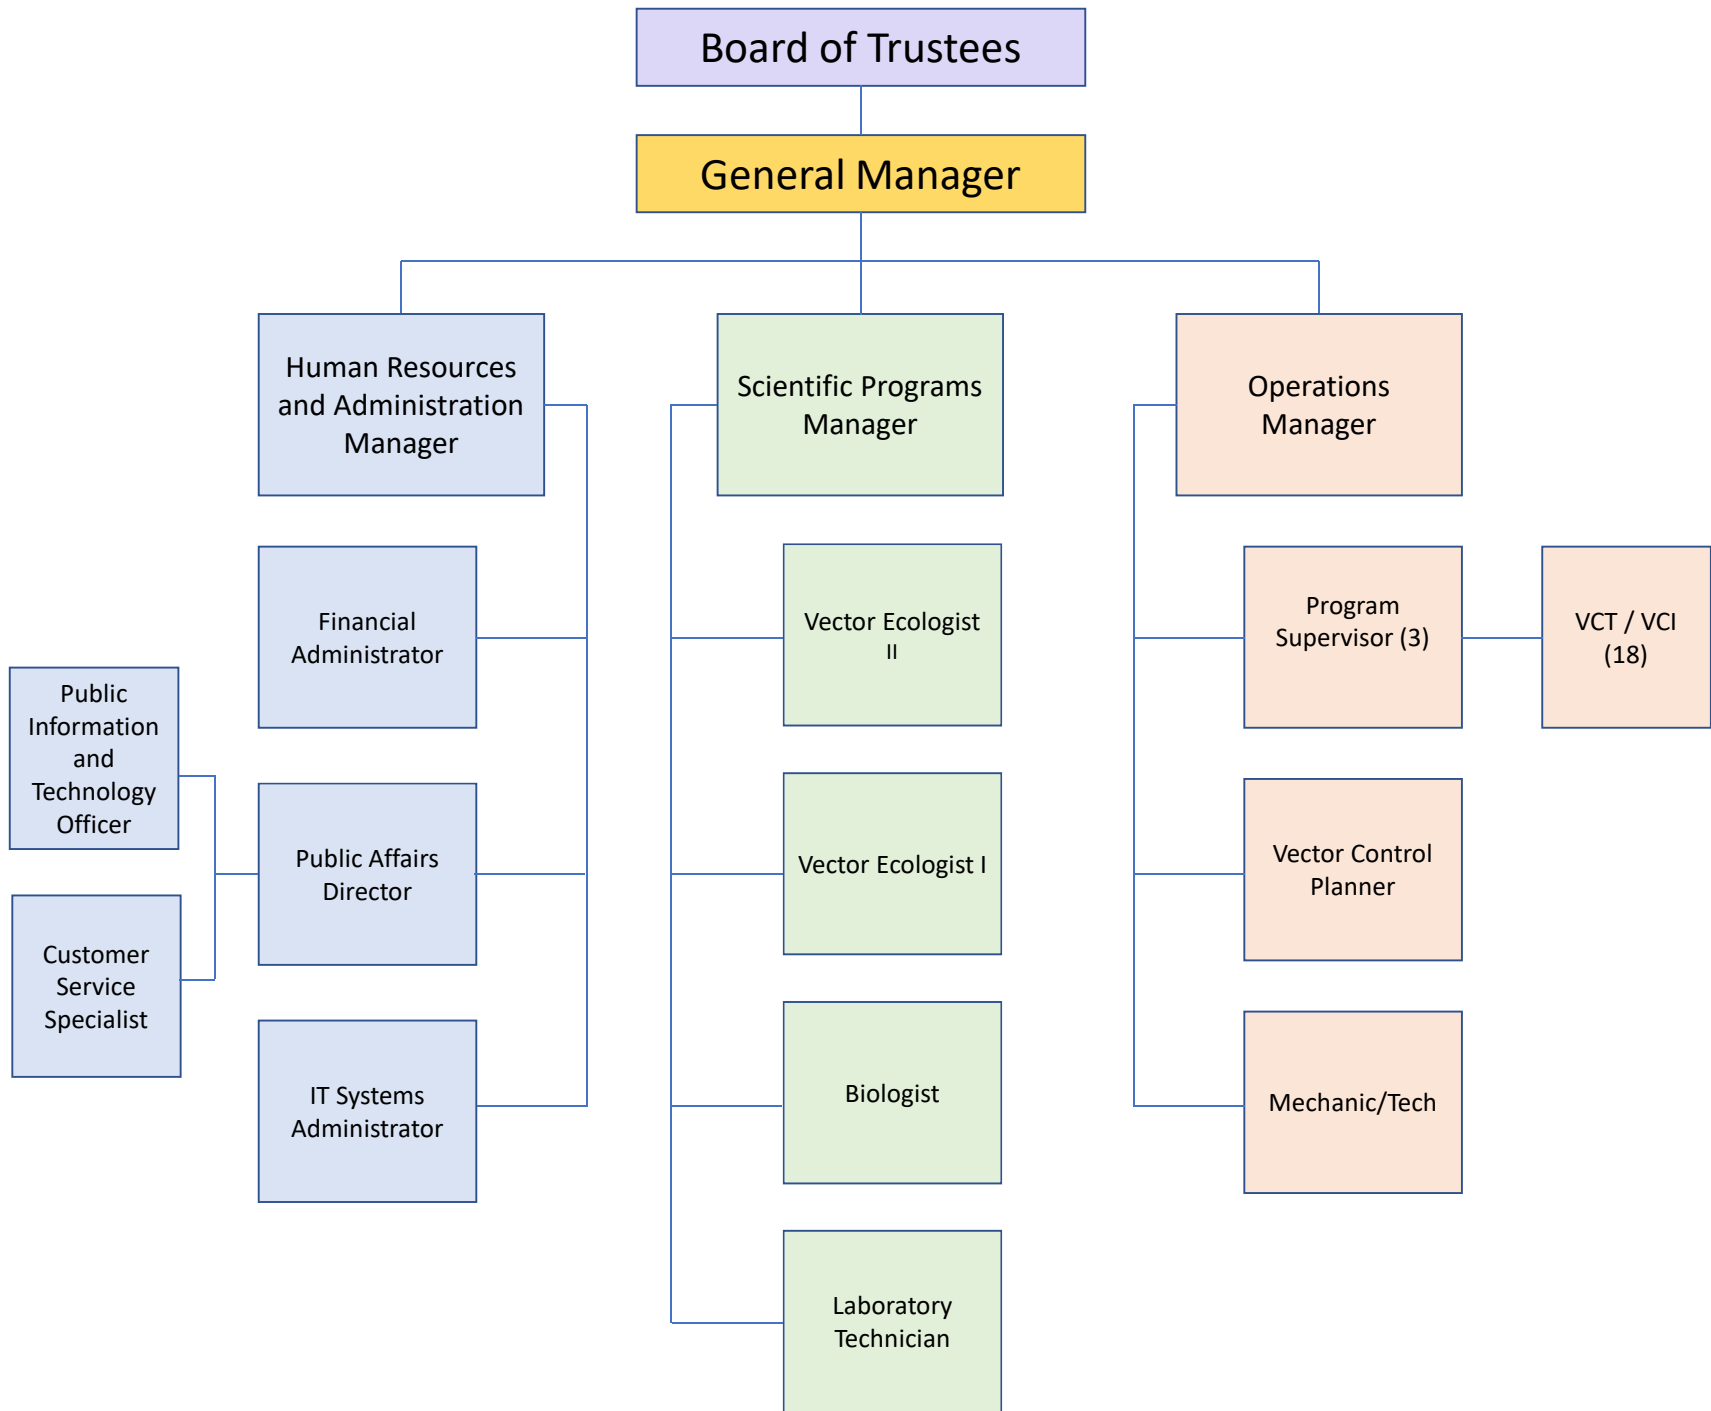 Board of Trustees
General Manager
Human Resources
and Administration
Manager
Scientific Programs
Manager
Operations
Manager
Financial
Administrator
Vector Ecologist
II
Program
Supervisor (3)
VCT / VCI
(18)
Public
Information
and
Technology
Officer
Public Affairs
Director
Vector Ecologist I
Vector Control
Planner
Customer
Service
Specialist
IT Systems
Administrator
Biologist
Mechanic/Tech
Laboratory
Technician